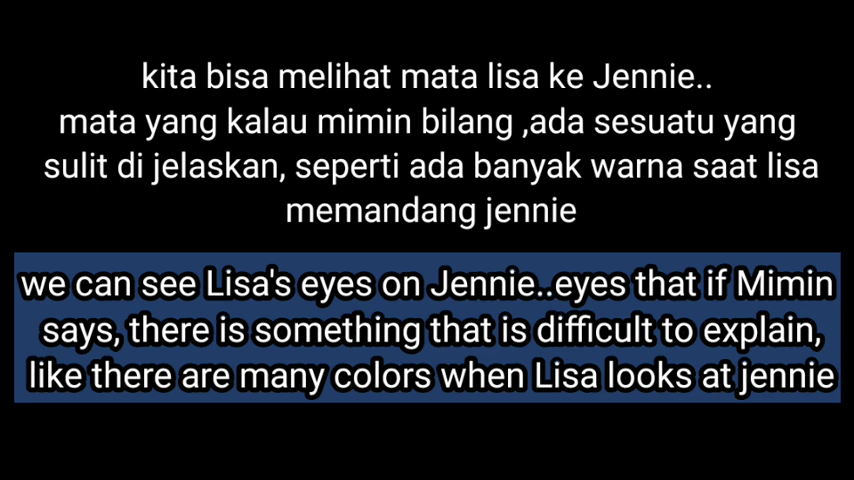 kita bisa melihat mata lisa ke Jennie..
mata yang kalau mimin bilang ,ada sesuatu yang
sulit di jelaskan, seperti ada banyak warna saat lisa
memandang jennie
we can see Lisa's eyes on Jennie..eyes that if Mimin
says, there is something that is difficult to explain,
like there are many colors when Lisa looks at jennie